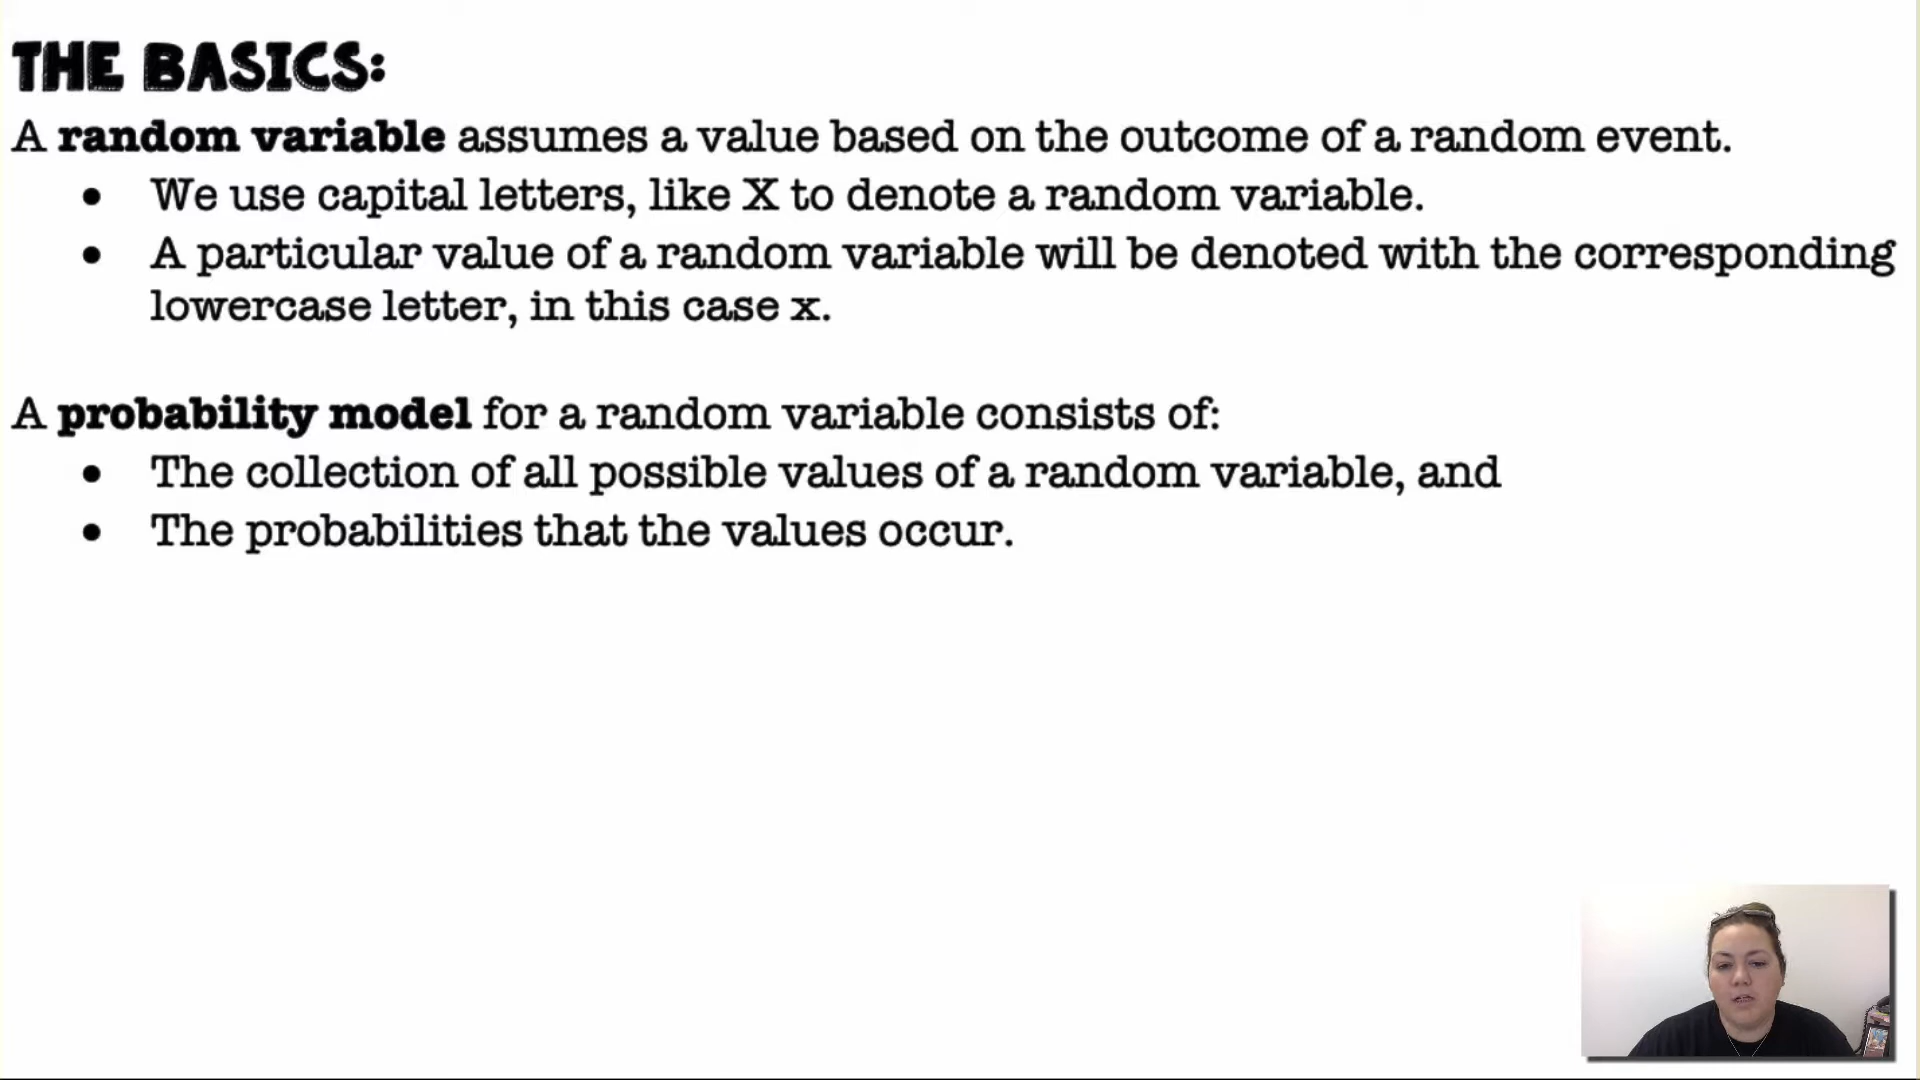 THE BASICS:
A random variable assumes a value based on the outcome of a random event.
• We use capital letters, like X to denote a random variable.
• A particular value of a random variable will be denoted with the corresponding
lowercase letter, in this case x.
A probability model for a random variable consists of:
• The collection of all possible values of a random variable, and
• The probabilities that the values occur.